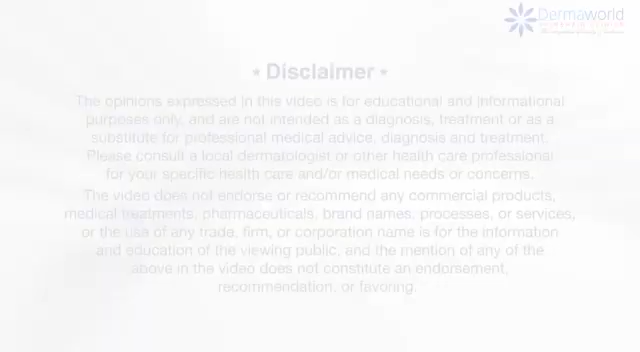 Dermaworld
* Disclaimer *
The opinions expressed in this video is for educational and informational
purposes only, and are not intended as a diagnosis, treatment or as a
substitute for professional medical advice, diagnosis and treatment.
Please consult a local dermatologist or other health care professional
for your specific health care and/or medical needs or concerns.
The video does not endorse or recommend any commercial products,
medical treatments, pharmaceuticals, brand names, processes, or services,
or the use of any trade, firm, or corporation name is for the information
and education of the viewing public, and the mention of any of the
above in the video does not constitute an endorsement,
recommendation, or favoring.